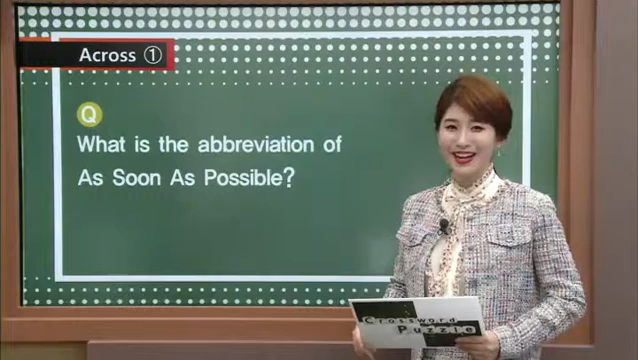 Across ①
Q
What is the abbreviation of
As Soon As Possible?
Crossword
Puzzle